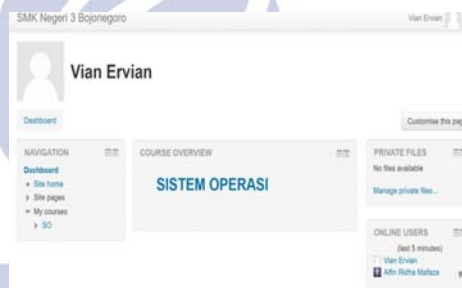 SMK Negeri 3 Bojonegoro
Vian Ervian
Vian Ervian
Dashboard
Customise this pag
NAVIGATION
Dashboard
Site home
Site pages
My courses
SO
COURSE OVERVIEW
SISTEM OPERASI
PRIVATE FILES
No files available
Manage private files...
ONLINE USERS
(last 5 minutes)
Vian Ervian
Alfin Ridha Mafaza